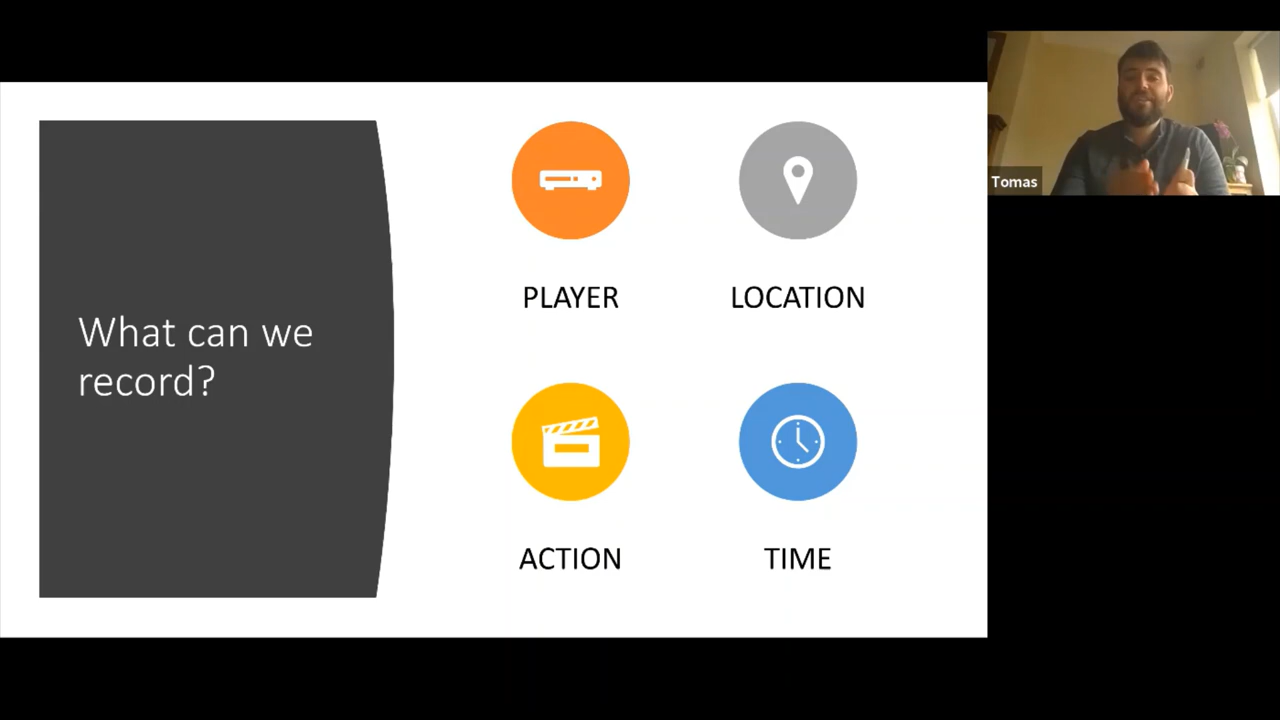 What can we
record?
PLAYER
LOCATION
ACTION
TIME
Tomas